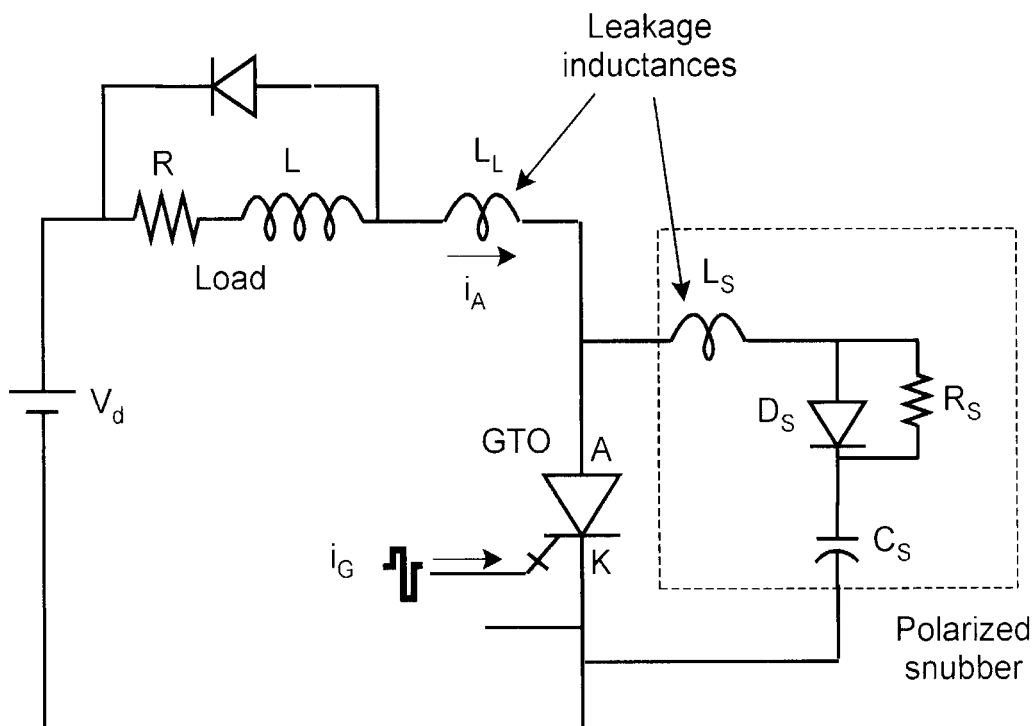 Leakage
inductances
R
L
L_L
Load
i_A
L_S
V_d
D_S
R_S
GTO
A
i_G
K
C_S
Polarized
snubber